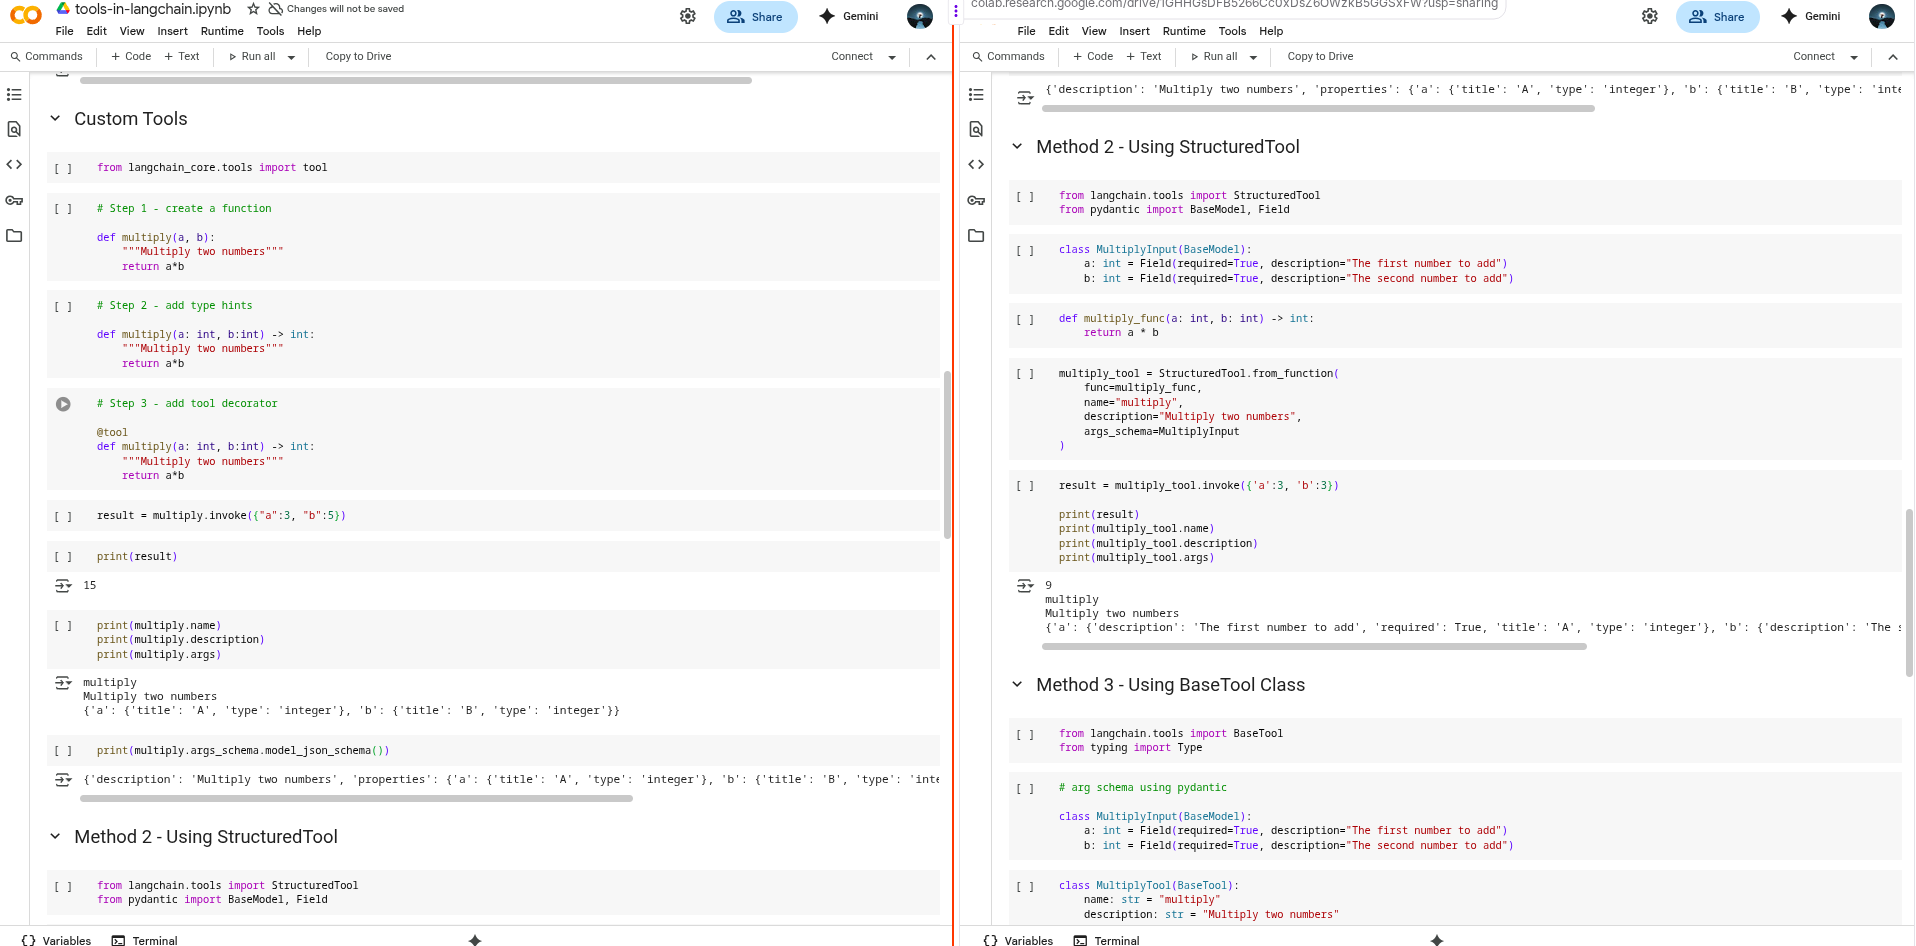 tools-in-langchain.ipynb
Changes will not be saved
Share
Gemini
File Edit View Insert Runtime Tools Help
Commands + Code + Text Run all Copy to Drive Connect
Custom Tools
[ ] from langchain_core.tools import tool
[ ] # Step 1 - create a function
def multiply(a, b):
"""Multiply two numbers"""
return a*b
[ ] # Step 2 - add type hints
def multiply(a: int, b:int) -> int:
"""Multiply two numbers"""
return a*b
# Step 3 - add tool decorator
@tool
def multiply(a: int, b:int) -> int:
"""Multiply two numbers"""
return a*b
[ ] result = multiply.invoke({"a":3, "b":5})
[ ] print(result)
15
[ ] print(multiply.name)
print(multiply.description)
print(multiply.args)
multiply
Multiply two numbers
{'a': {'title': 'A', 'type': 'integer'}, 'b': {'title': 'B', 'type': 'integer'}}
[ ] print(multiply.args_schema.model_json_schema())
{'description': 'Multiply two numbers', 'properties': {'a': {'title': 'A', 'type': 'integer'}, 'b': {'title': 'B', 'type': 'inte
Method 2 - Using StructuredTool
[ ] from langchain.tools import StructuredTool
from pydantic import BaseModel, Field
Variables Terminal
Share
Gemini
File Edit View Insert Runtime Tools Help
Commands + Code + Text Run all Copy to Drive Connect
{'description': 'Multiply two numbers', 'properties': {'a': {'title': 'A', 'type': 'integer'}, 'b': {'title': 'B', 'type': 'inte
Method 2 - Using StructuredTool
[ ] from langchain.tools import StructuredTool
from pydantic import BaseModel, Field
[ ] class MultiplyInput(BaseModel):
a: int = Field(required=True, description="The first number to add")
b: int = Field(required=True, description="The second number to add")
[ ] def multiply_func(a: int, b: int) -> int:
return a * b
[ ] multiply_tool = StructuredTool.from_function(
func=multiply_func,
name="multiply",
description="Multiply two numbers",
args_schema=MultiplyInput
)
[ ] result = multiply_tool.invoke({'a':3, 'b':3})
print(result)
print(multiply_tool.name)
print(multiply_tool.description)
print(multiply_tool.args)
9
multiply
Multiply two numbers
{'a': {'description': 'The first number to add', 'required': True, 'title': 'A', 'type': 'integer'}, 'b': {'description': 'The s
Method 3 - Using BaseTool Class
[ ] from langchain.tools import BaseTool
from typing import Type
[ ] # arg schema using pydantic
class MultiplyInput(BaseModel):
a: int = Field(required=True, description="The first number to add")
b: int = Field(required=True, description="The second number to add")
[ ] class MultiplyTool(BaseTool):
name: str = "multiply"
description: str = "Multiply two numbers"
Variables Terminal